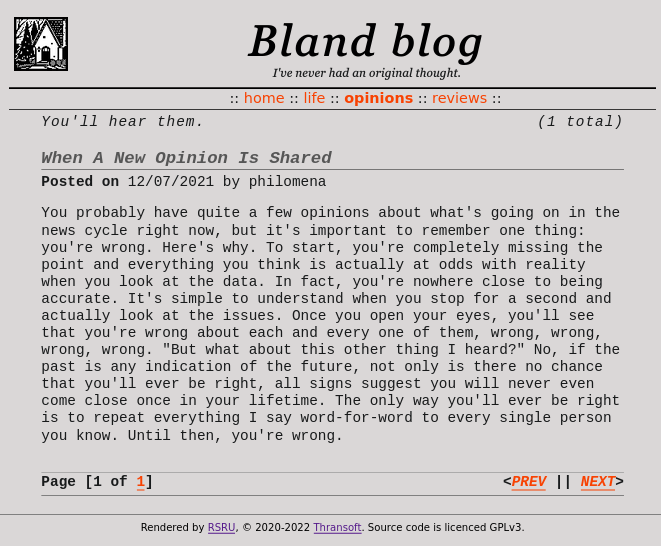 Bland blog
I've never had an original thought.
:: home :: life :: opinions :: reviews ::
You'll hear them. (1 total)
When A New Opinion Is Shared
Posted on 12/07/2021 by philomena
You probably have quite a few opinions about what's going on in the
news cycle right now, but it's important to remember one thing:
you're wrong. Here's why. To start, you're completely missing the
point and everything you think is actually at odds with reality
when you look at the data. In fact, you're nowhere close to being
accurate. It's simple to understand when you stop for a second and
actually look at the issues. Once you open your eyes, you'll see
that you're wrong about each and every one of them, wrong, wrong,
wrong, wrong. "But what about this other thing I heard?" No, if the
past is any indication of the future, not only is there no chance
that you'll ever be right, all signs suggest you will never even
come close once in your lifetime. The only way you'll ever be right
is to repeat everything I say word-for-word to every single person
you know. Until then, you're wrong.
Page [1 of 1] <PREV || NEXT>
Rendered by RSRU, © 2020-2022 Thransoft. Source code is licenced GPLv3.